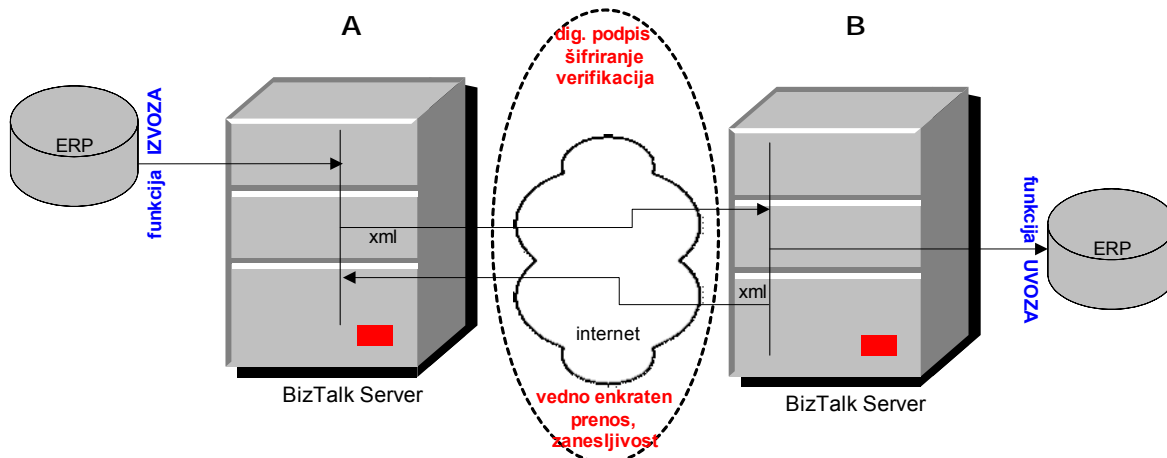 A
B
dig. podpis
šifriranje
verifikacija
ERP
funkcija IZVOZA
xml
xml
internet
funkcija UVOZA
ERP
BizTalk Server
vedno enkraten
prenos,
zanesljivost
BizTalk Server